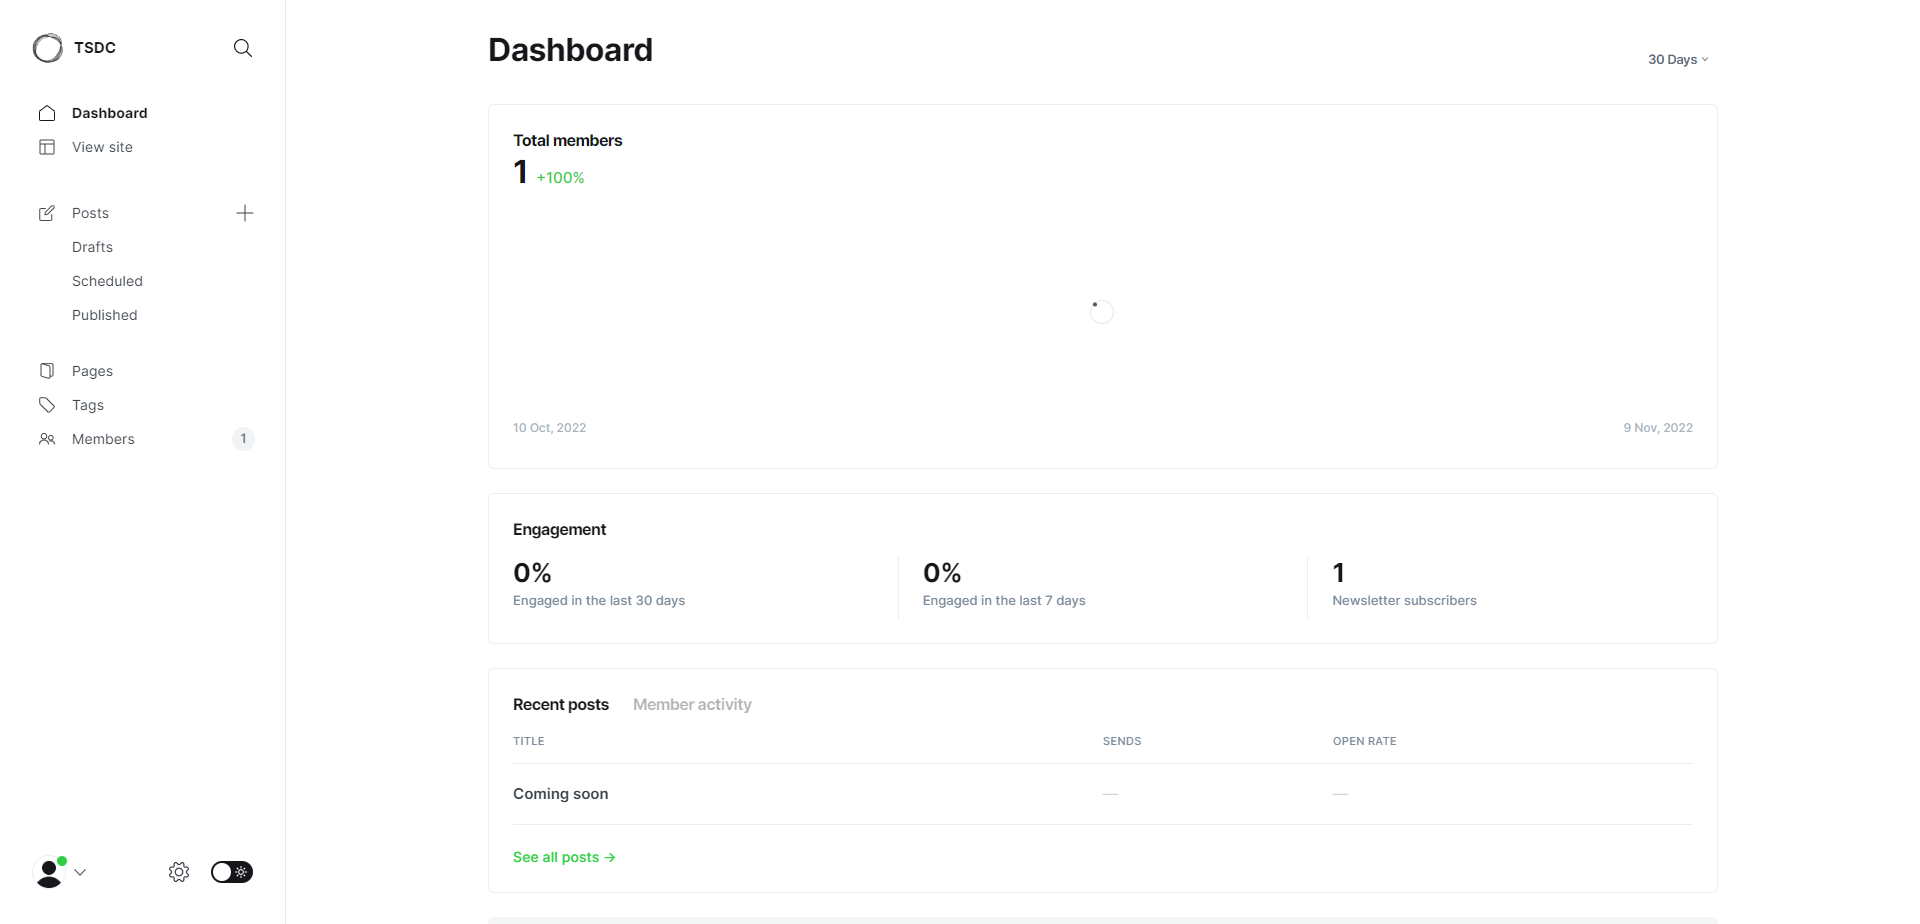 TSDC
Dashboard
View site
Posts
Drafts
Scheduled
Published
Pages
Tags
Members 1
Dashboard
30 Days
Total members
1 +100%
10 Oct, 2022 9 Nov, 2022
Engagement
0% 0% 1
Engaged in the last 30 days Engaged in the last 7 days Newsletter subscribers
Recent posts Member activity
TITLE SENDS OPEN RATE
Coming soon — —
See all posts →